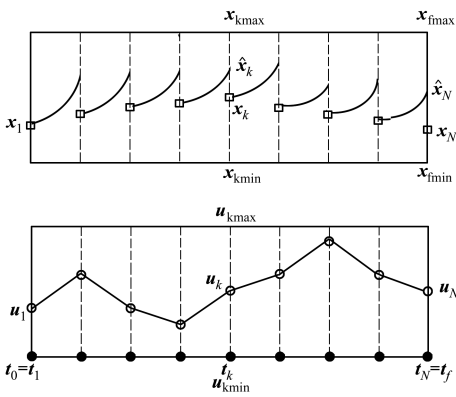 x_kmax x_fmax
x̂_k x̂_N
x_1 x_k x_N
x_kmin x_fmin
u_kmax
u_1 u_k u_N
t_0=t_1 t_k t_N=t_f
u_kmin